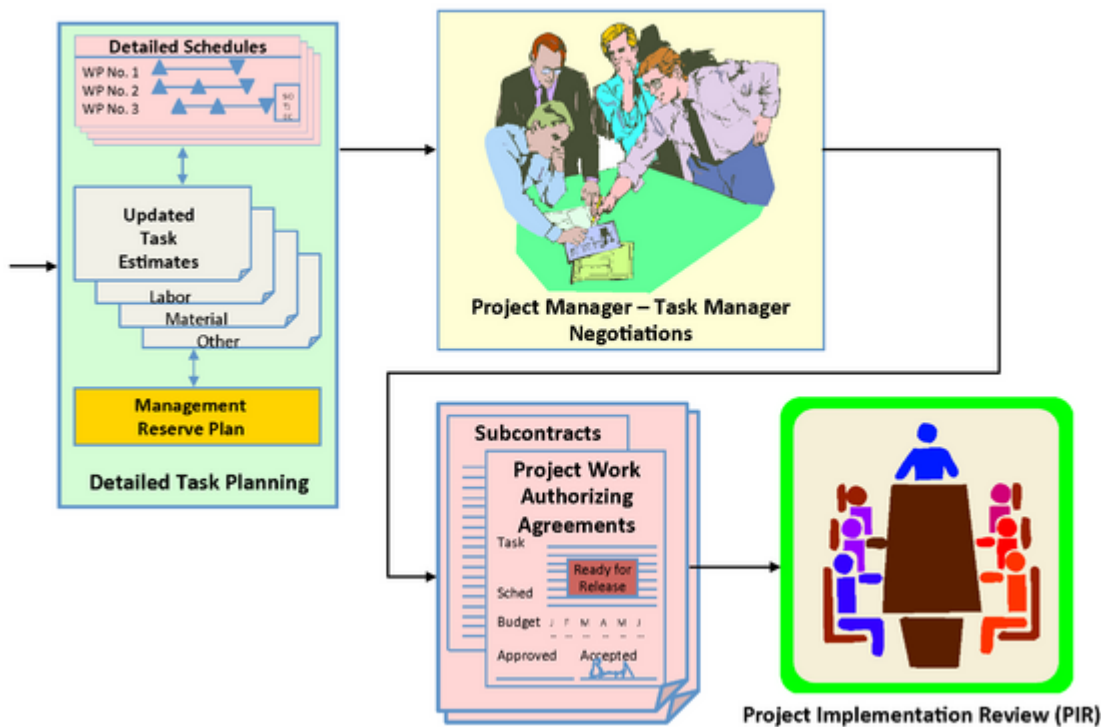 Detailed Schedules
WP No. 1
WP No. 2
WP No. 3
Updated
Task
Estimates
Labor
Material
Other
Management
Reserve Plan
Detailed Task Planning
Project Manager – Task Manager
Negotiations
Subcontracts
Project Work
Authorizing
Agreements
Task
Ready for
Release
Sched
Budget J F M A M J
Approved Accepted
Project Implementation Review (PIR)